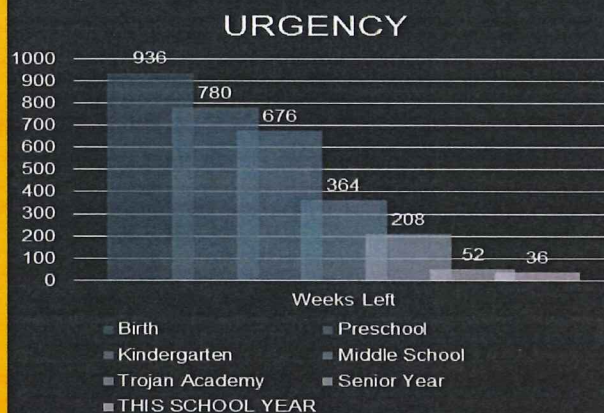 URGENCY
1000
900
800
700
600
500
400
300
200
100
0
936
780
676
364
208
52
36
Weeks Left
Birth
Preschool
Kindergarten
Middle School
Trojan Academy
Senior Year
THIS SCHOOL YEAR